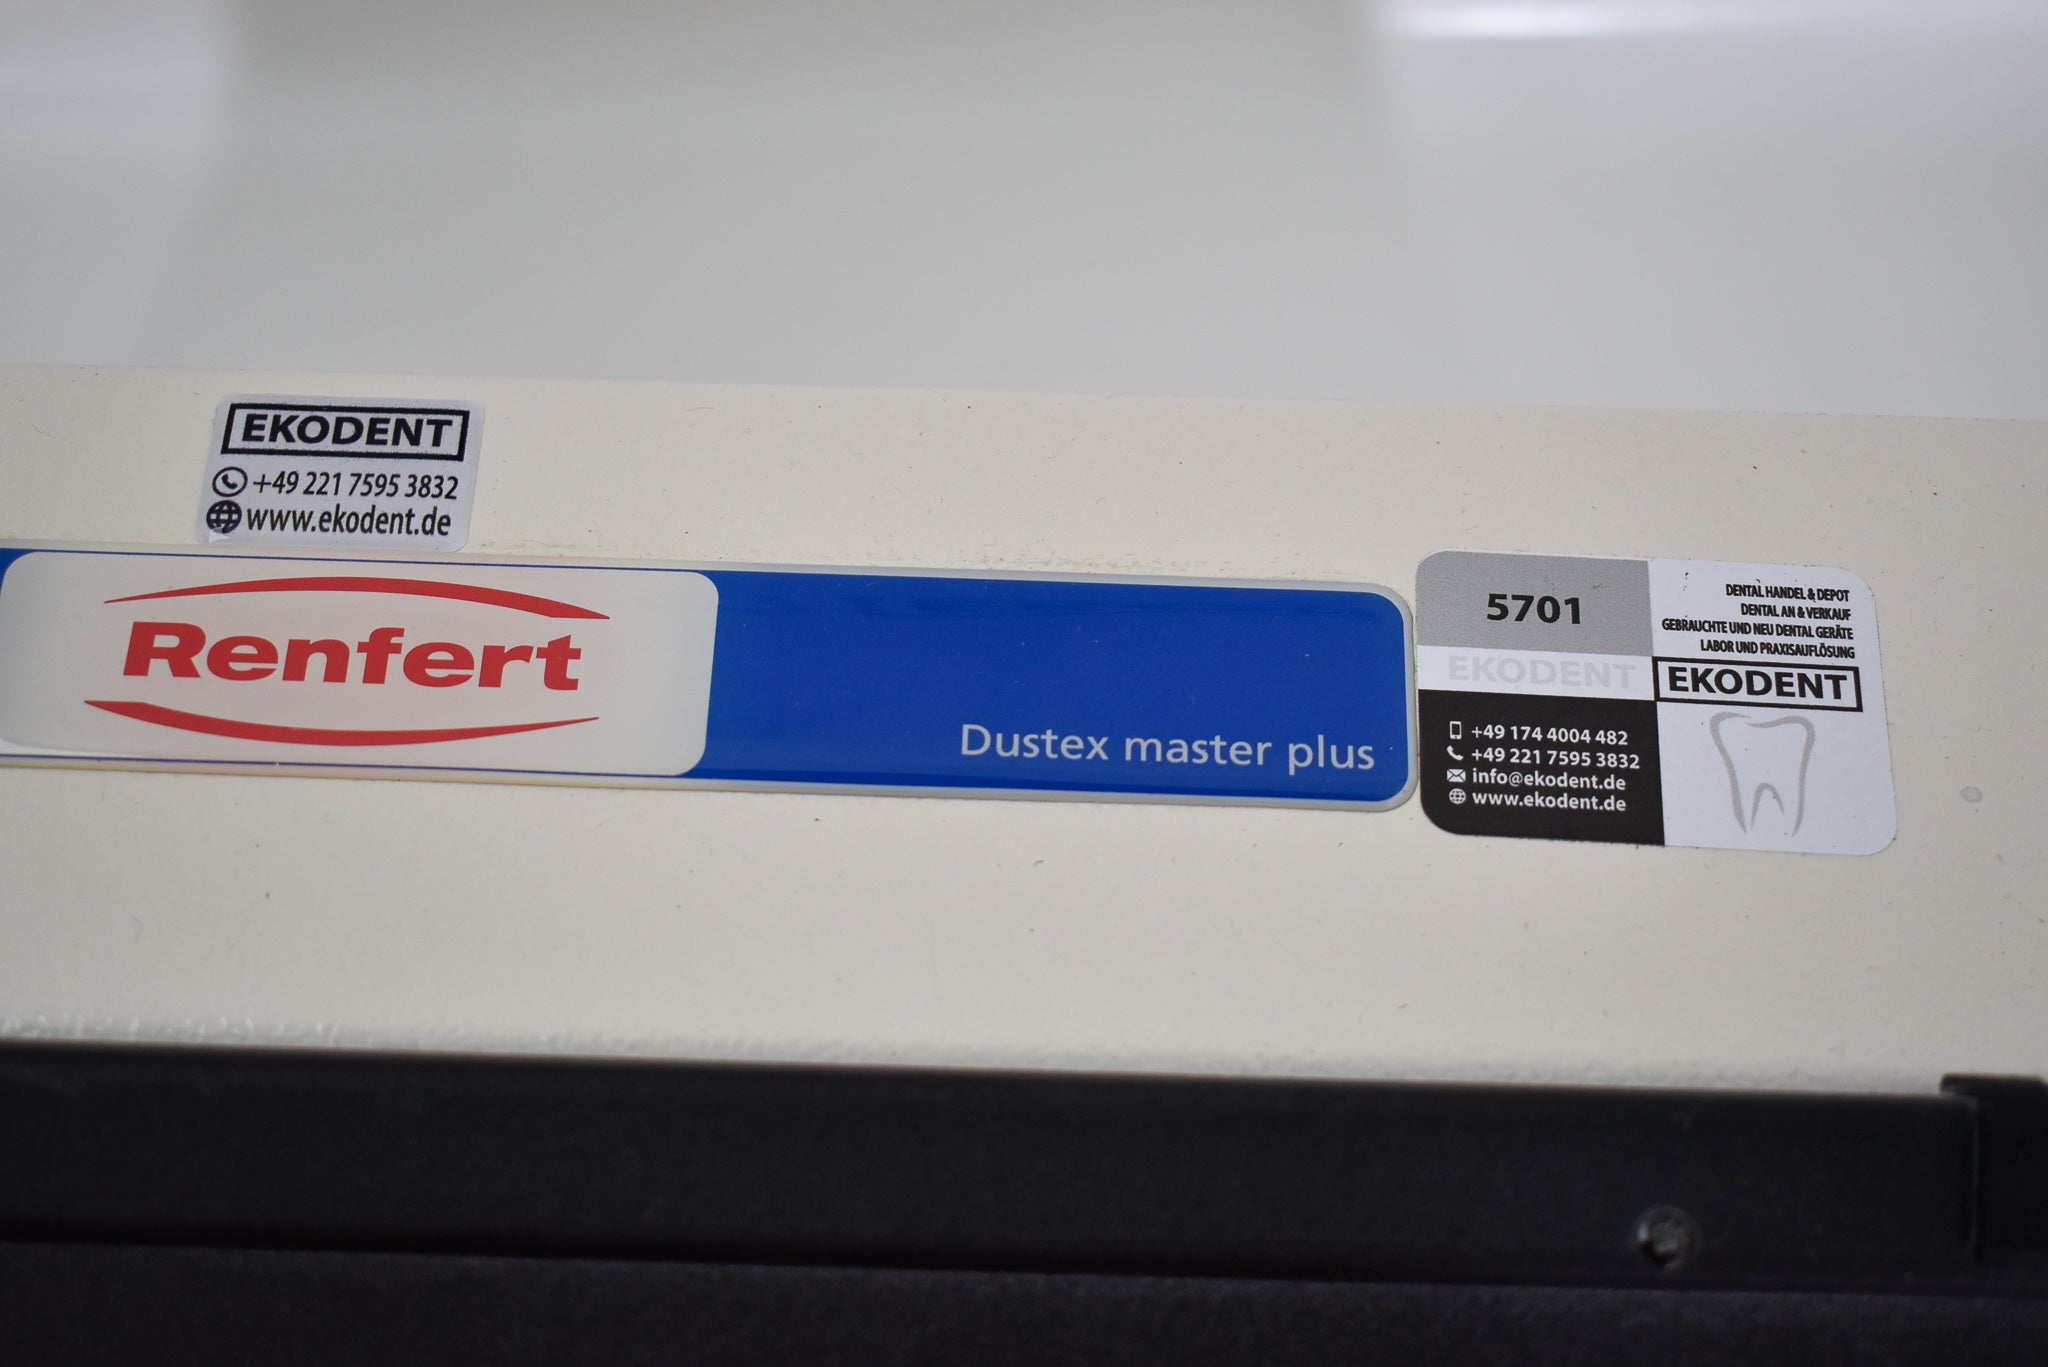 EKODENT
+49 221 7595 3832
www.ekodent.de
Renfert
Dustex master plus
5701
EKODENT
+49 174 4004 482
+49 221 7595 3832
info@ekodent.de
www.ekodent.de
DENTAL HANDEL & DEPOT
DENTAL AN & VERKAUF
GEBRAUCHTE UND NEU DENTAL GERÄTE
LABOR UND PRAXISAUFLÖSUNG
EKODENT